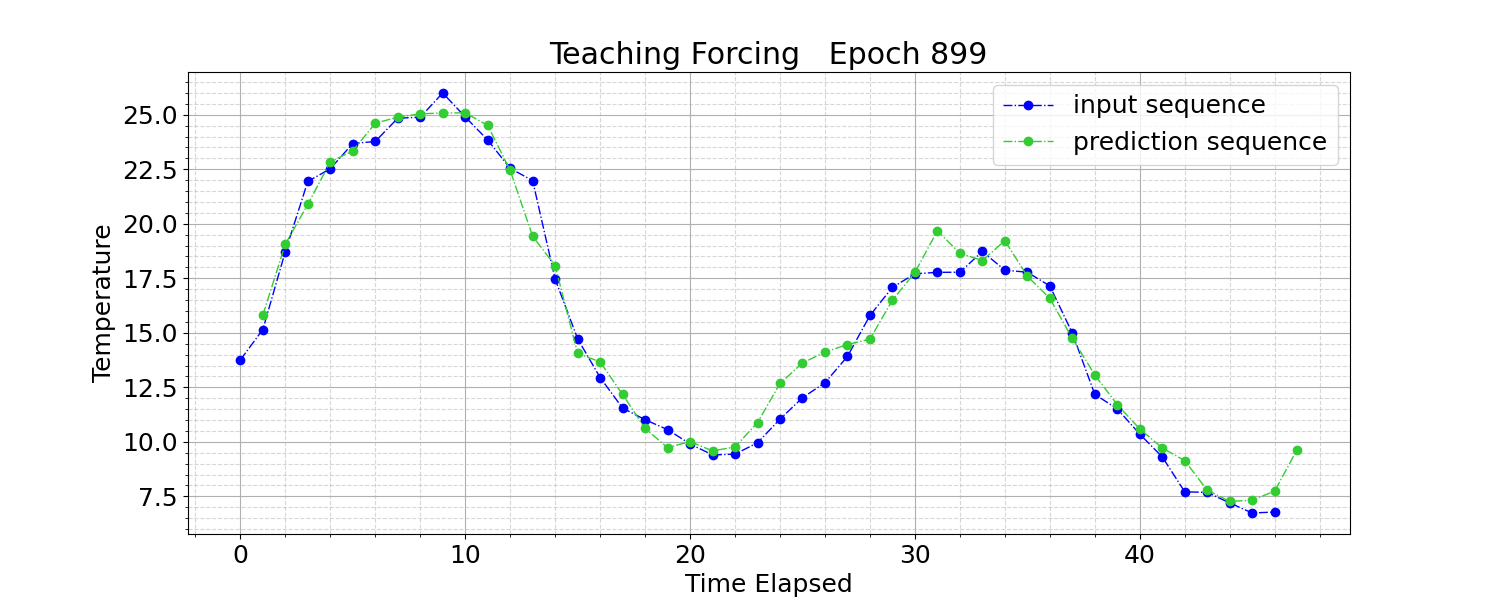 Teaching Forcing   Epoch 899
25.0
22.5
20.0
17.5
15.0
12.5
10.0
7.5
Temperature
input sequence
prediction sequence
0 10 20 30 40
Time Elapsed